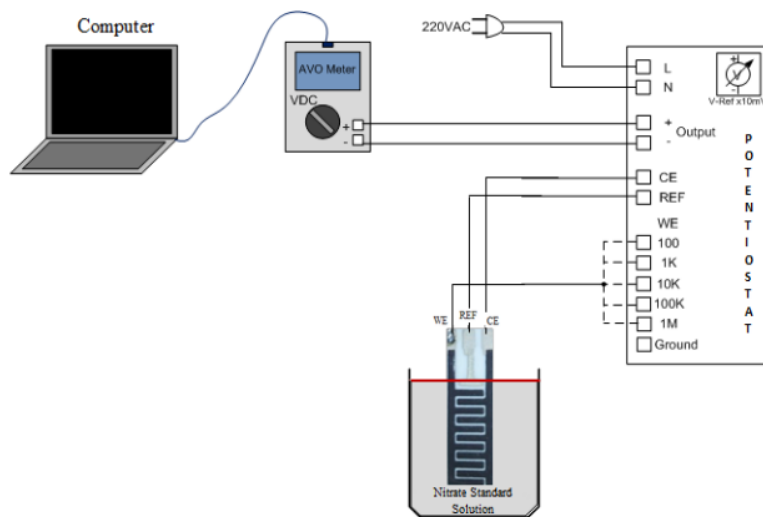 Computer
220VAC
AVO Meter
VDC
+
-
L
N
V
+
-
V-Ref x10mV
+
-
Output
CE
REF
WE
100
1K
10K
100K
1M
Ground
POTENTIOSTAT
WE
REF
CE
Nitrate Standard
Solution